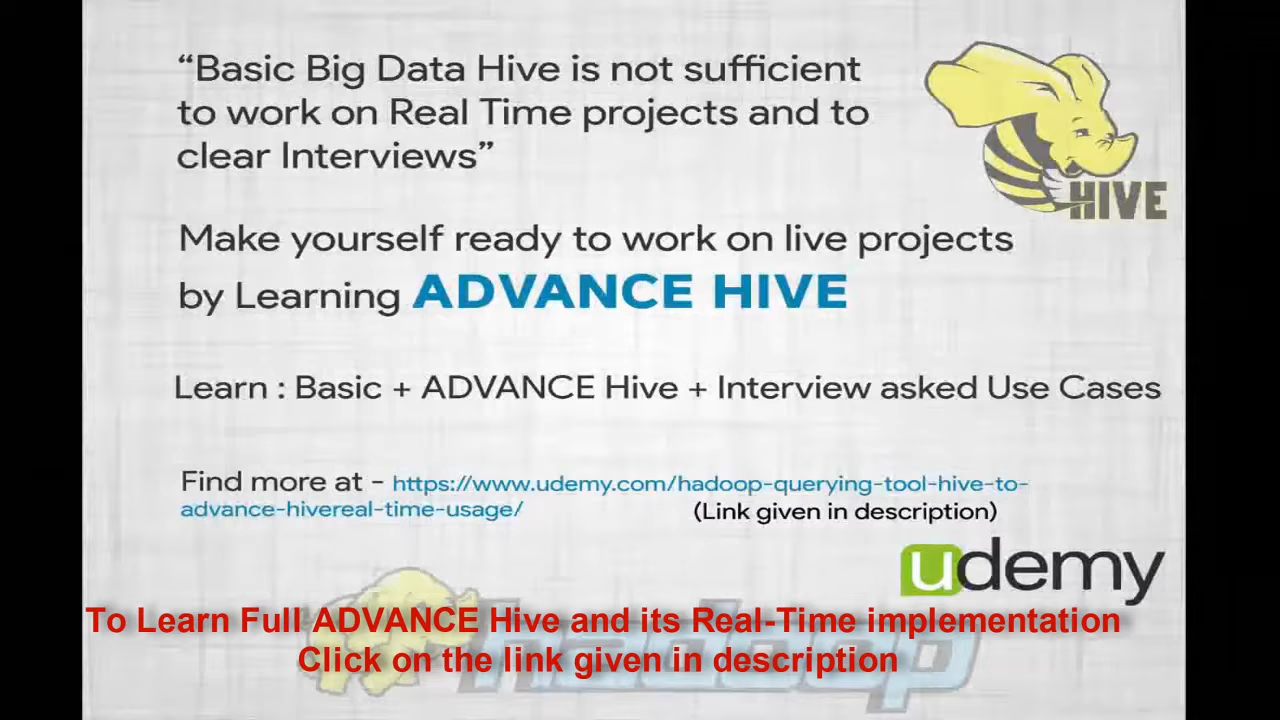 “Basic Big Data Hive is not sufficient
to work on Real Time projects and to
clear Interviews”
HIVE
Make yourself ready to work on live projects
by Learning ADVANCE HIVE
Learn : Basic + ADVANCE Hive + Interview asked Use Cases
Find more at - https://www.udemy.com/hadoop-querying-tool-hive-to-
advance-hivereal-time-usage/
(Link given in description)
udemy
hadoop
To Learn Full ADVANCE Hive and its Real-Time implementation
Click on the link given in description